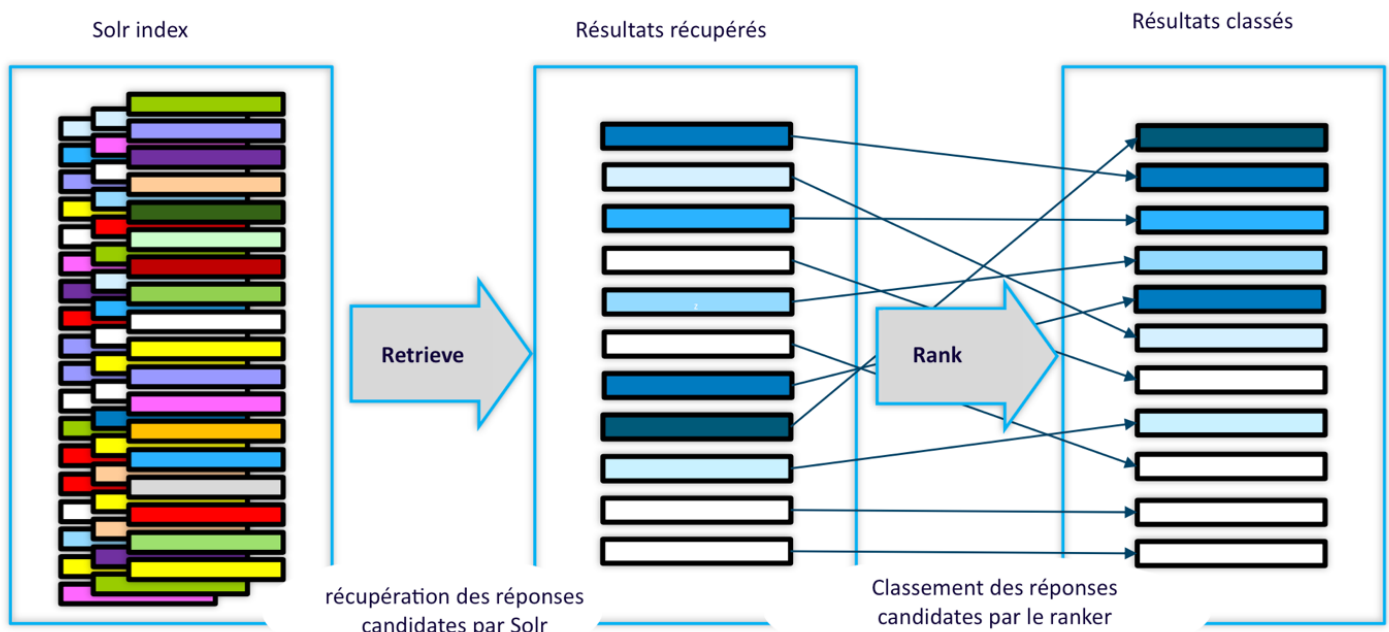 Solr index
Résultats récupérés
Résultats classés
z
Retrieve
Rank
récupération des réponses
candidates par Solr
Classement des réponses
candidates par le ranker